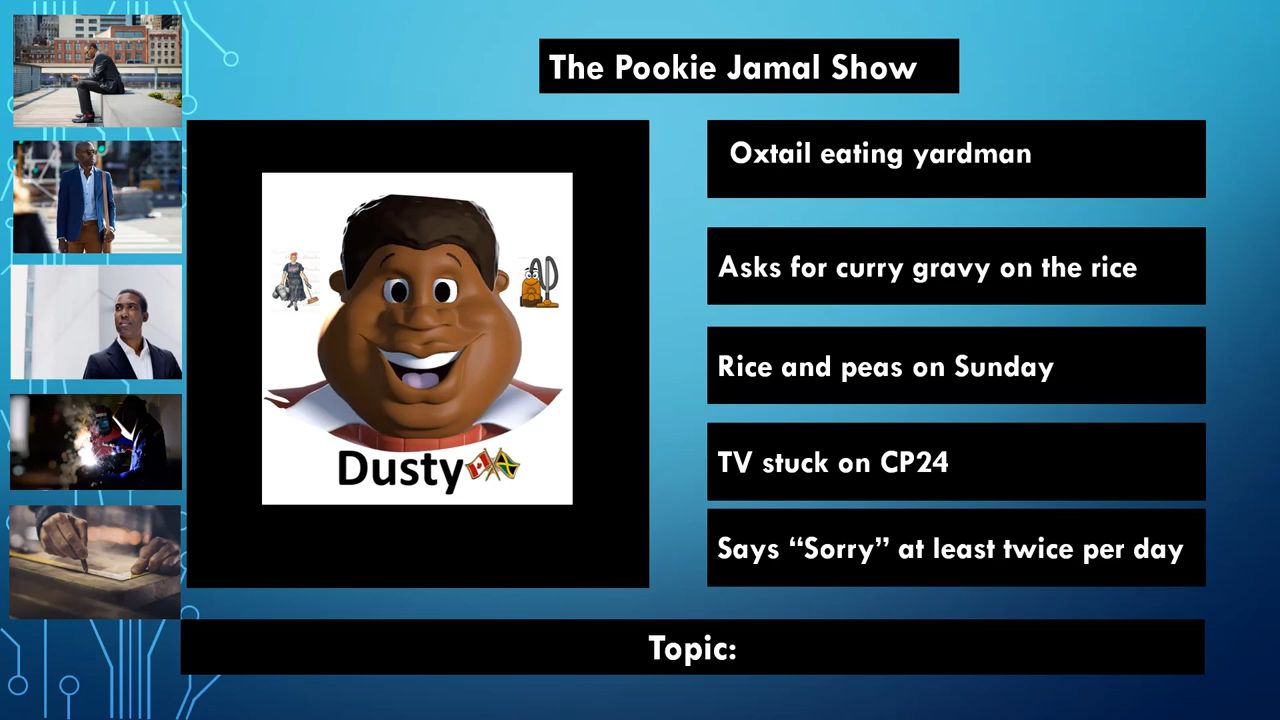 The Pookie Jamal Show
Oxtail eating yardman
Asks for curry gravy on the rice
Rice and peas on Sunday
TV stuck on CP24
Says “Sorry” at least twice per day
Dusty
Topic: